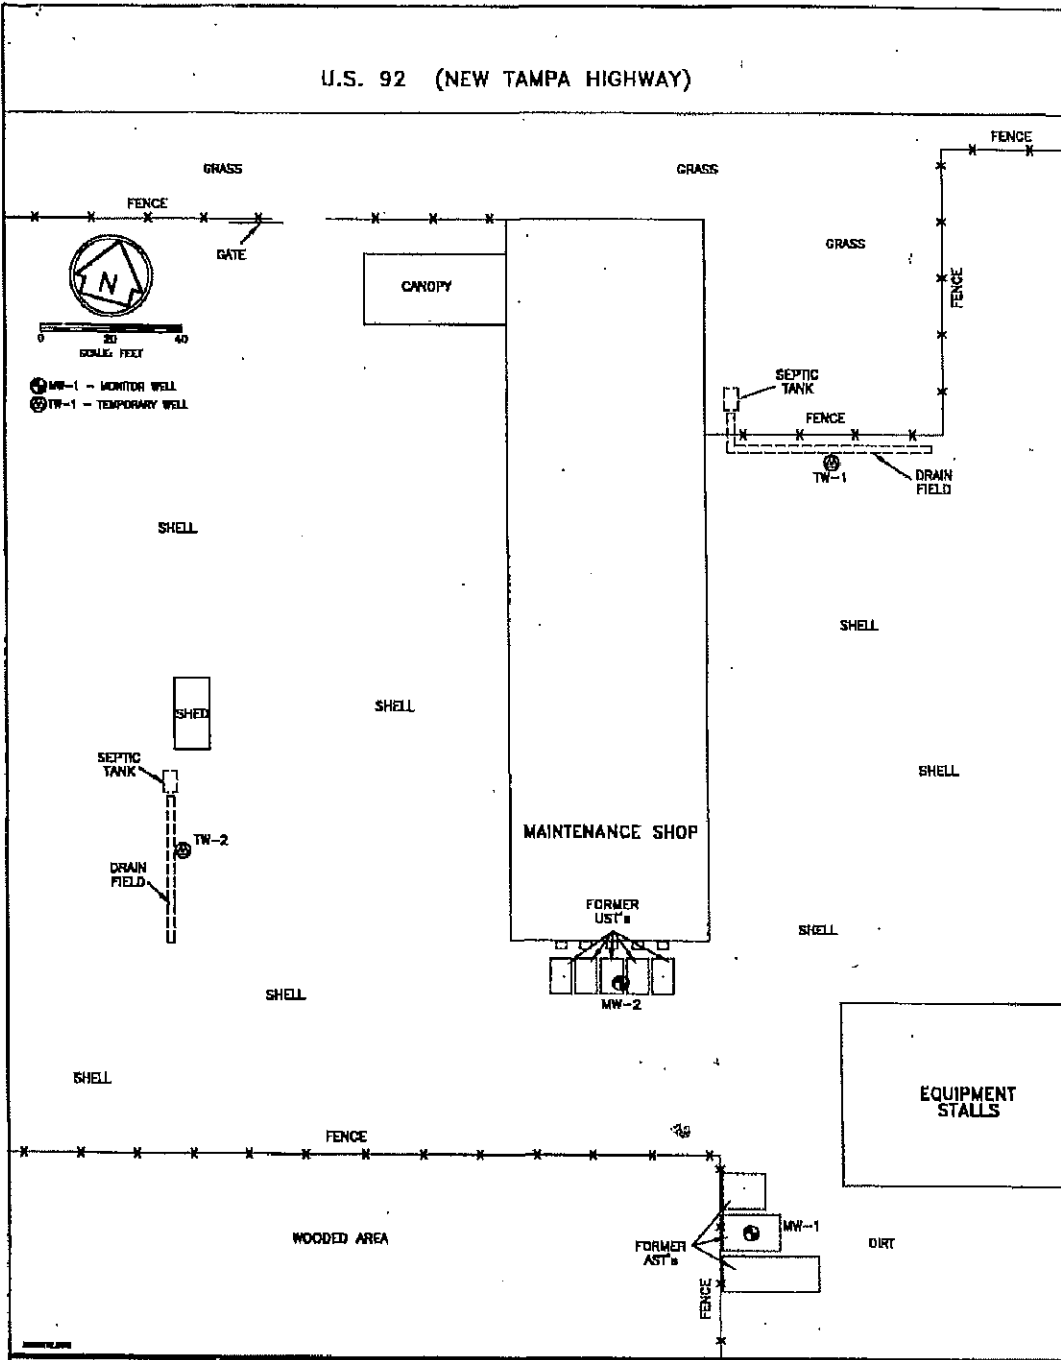 U.S. 92 (NEW TAMPA HIGHWAY)
FENCE
GRASS
GRASS
FENCE
GRASS
GATE
FENCE
N
CANOPY
0 20 40
SCALE: FEET
MW-1 - MONITOR WELL
TW-1 - TEMPORARY WELL
SEPTIC
TANK
FENCE
TW-1
DRAIN
FIELD
SHELL
SHELL
SHED
SHELL
SEPTIC
TANK
SHELL
MAINTENANCE SHOP
TW-2
DRAIN
FIELD
FORMER
UST's
SHELL
SHELL
MW-2
SHELL
EQUIPMENT
STALLS
FENCE
MW-1
WOODED AREA
FORMER
AST's
DIRT
FENCE